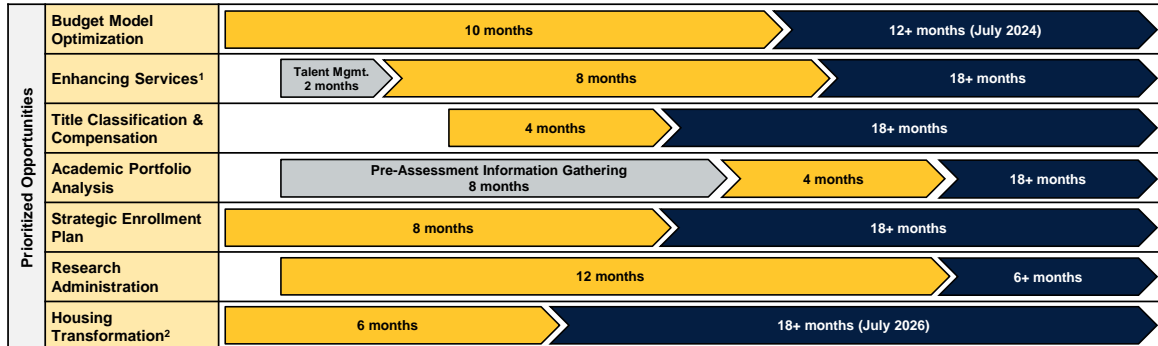 Prioritized Opportunities
Budget Model
Optimization
10 months
12+ months (July 2024)
Enhancing Services¹
Talent Mgmt.
2 months
8 months
18+ months
Title Classification &
Compensation
4 months
18+ months
Academic Portfolio
Analysis
Pre-Assessment Information Gathering
8 months
4 months
18+ months
Strategic Enrollment
Plan
8 months
18+ months
Research
Administration
12 months
6+ months
Housing
Transformation²
6 months
18+ months (July 2026)